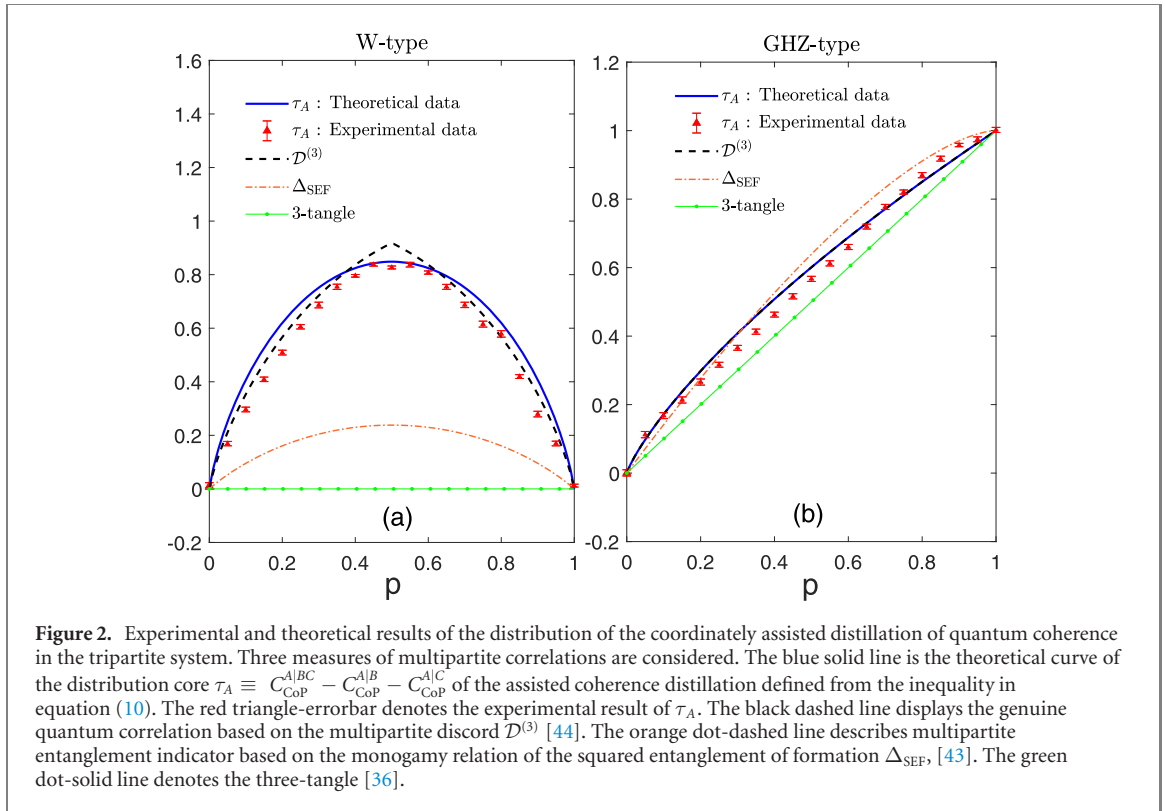 W-type
1.6
1.4
1.2
1
0.8
0.6
0.4
0.2
0
-0.2
τ_A : Theoretical data
τ_A : Experimental data
𝒟^(3)
Δ_SEF
3-tangle
(a)
0 0.2 0.4 0.6 0.8 1
p
GHZ-type
1.2
1
0.8
0.6
0.4
0.2
0
-0.2
τ_A : Theoretical data
τ_A : Experimental data
𝒟^(3)
Δ_SEF
3-tangle
(b)
0 0.2 0.4 0.6 0.8 1
p
Figure 2. Experimental and theoretical results of the distribution of the coordinately assisted distillation of quantum coherence
in the tripartite system. Three measures of multipartite correlations are considered. The blue solid line is the theoretical curve of
the distribution core τ_A ≡ C_CoP^{A|BC} − C_CoP^{A|B} − C_CoP^{A|C} of the assisted coherence distillation defined from the inequality in
equation (10). The red triangle-errorbar denotes the experimental result of τ_A. The black dashed line displays the genuine
quantum correlation based on the multipartite discord 𝒟^(3) [44]. The orange dot-dashed line describes multipartite
entanglement indicator based on the monogamy relation of the squared entanglement of formation Δ_SEF, [43]. The green
dot-solid line denotes the three-tangle [36].